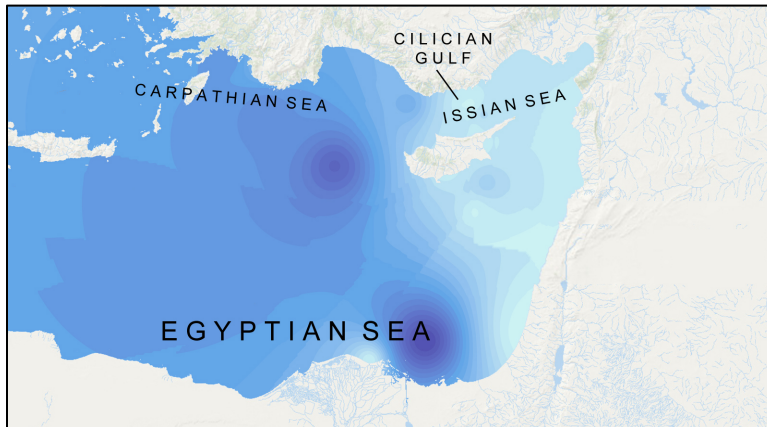 CILICIAN
GULF
CARPATHIAN SEA
ISSIAN SEA
EGYPTIAN SEA